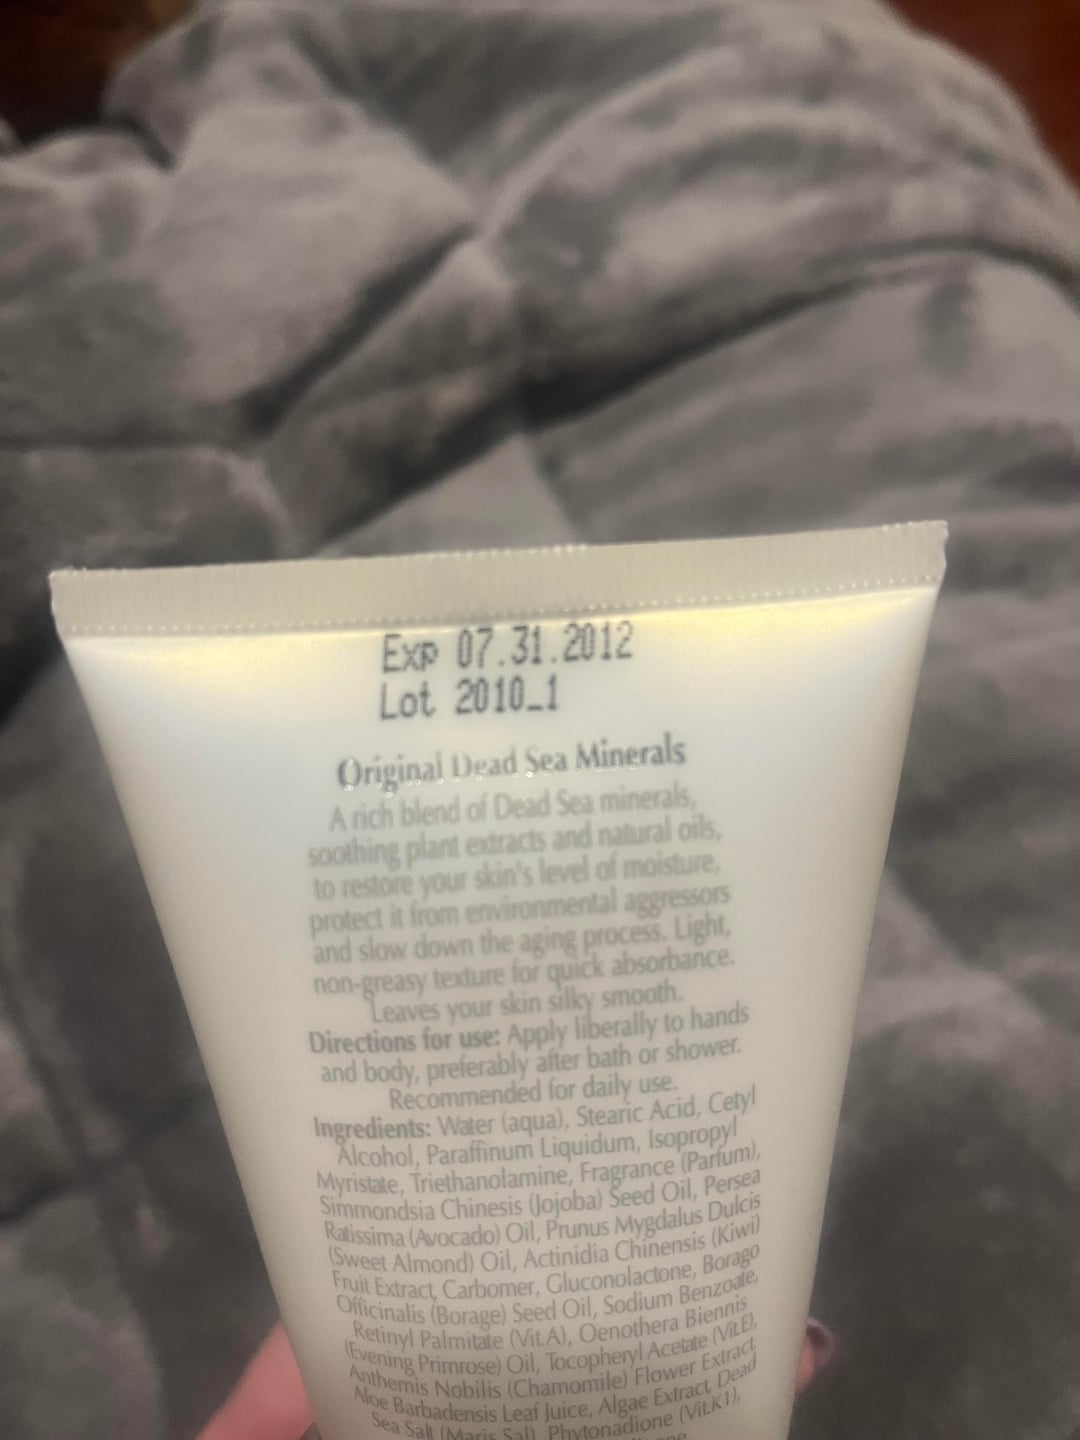 Exp 07.31.2012
Lot 2010_1
Original Dead Sea Minerals
A rich blend of Dead Sea minerals,
soothing plant extracts and natural oils,
to restore your skin's level of moisture,
protect it from environmental aggressors
and slow down the aging process. Light,
non-greasy texture for quick absorbance.
Leaves your skin silky smooth.
Directions for use: Apply liberally to hands
and body, preferably after bath or shower.
Recommended for daily use.
Ingredients: Water (aqua), Stearic Acid, Cetyl
Alcohol, Paraffinum Liquidum, Isopropyl
Myristate, Triethanolamine, Fragrance (Parfum),
Simmondsia Chinesis (Jojoba) Seed Oil, Persea
Ratissima (Avocado) Oil, Prunus Mygdalus Dulcis
(Sweet Almond) Oil, Actinidia Chinensis (Kiwi)
Fruit Extract, Carbomer, Gluconolactone, Borago
Officinalis (Borage) Seed Oil, Sodium Benzoate,
Retinyl Palmitate (Vit.A), Oenothera Biennis
(Evening Primrose) Oil, Tocopheryl Acetate (Vit.E),
Anthemis Nobilis (Chamomile) Flower Extract,
Aloe Barbadensis Leaf Juice, Algae Extract, Dead
Sea Salt (Maris Sal), Phytonadione (Vit.K1),